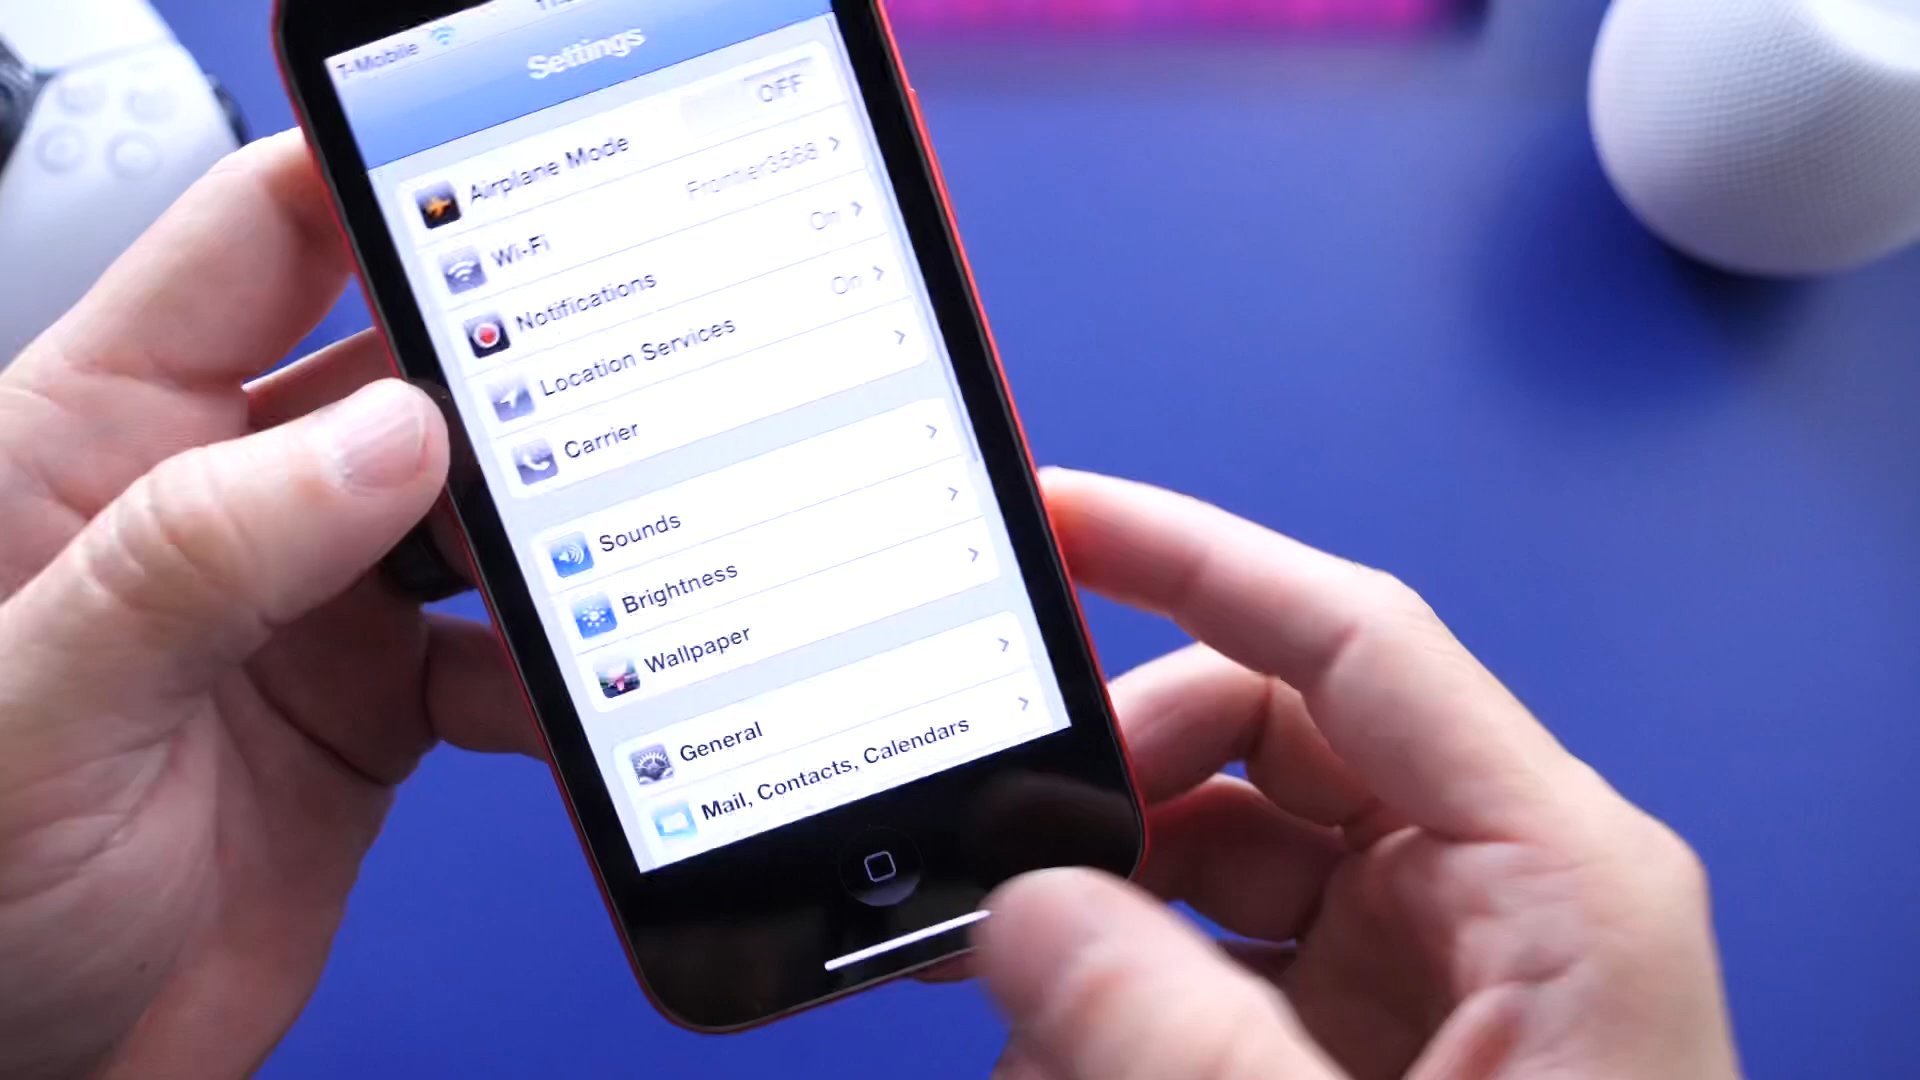 T-Mobile
Settings
Airplane Mode OFF
Wi-Fi Frontier3568
Notifications On
Location Services On
Carrier
Sounds
Brightness
Wallpaper
General
Mail, Contacts, Calendars